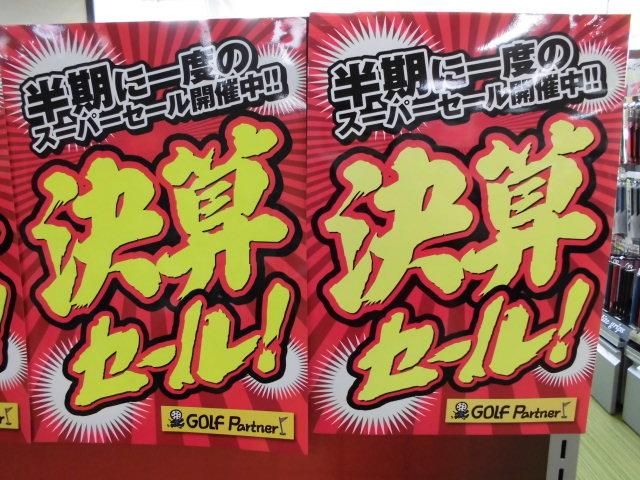 半期に一度の
スーパーセール開催中!!
決算
セール!
GOLF Partner
半期に一度の
スーパーセール開催中!!
決算
セール!
GOLF Partner